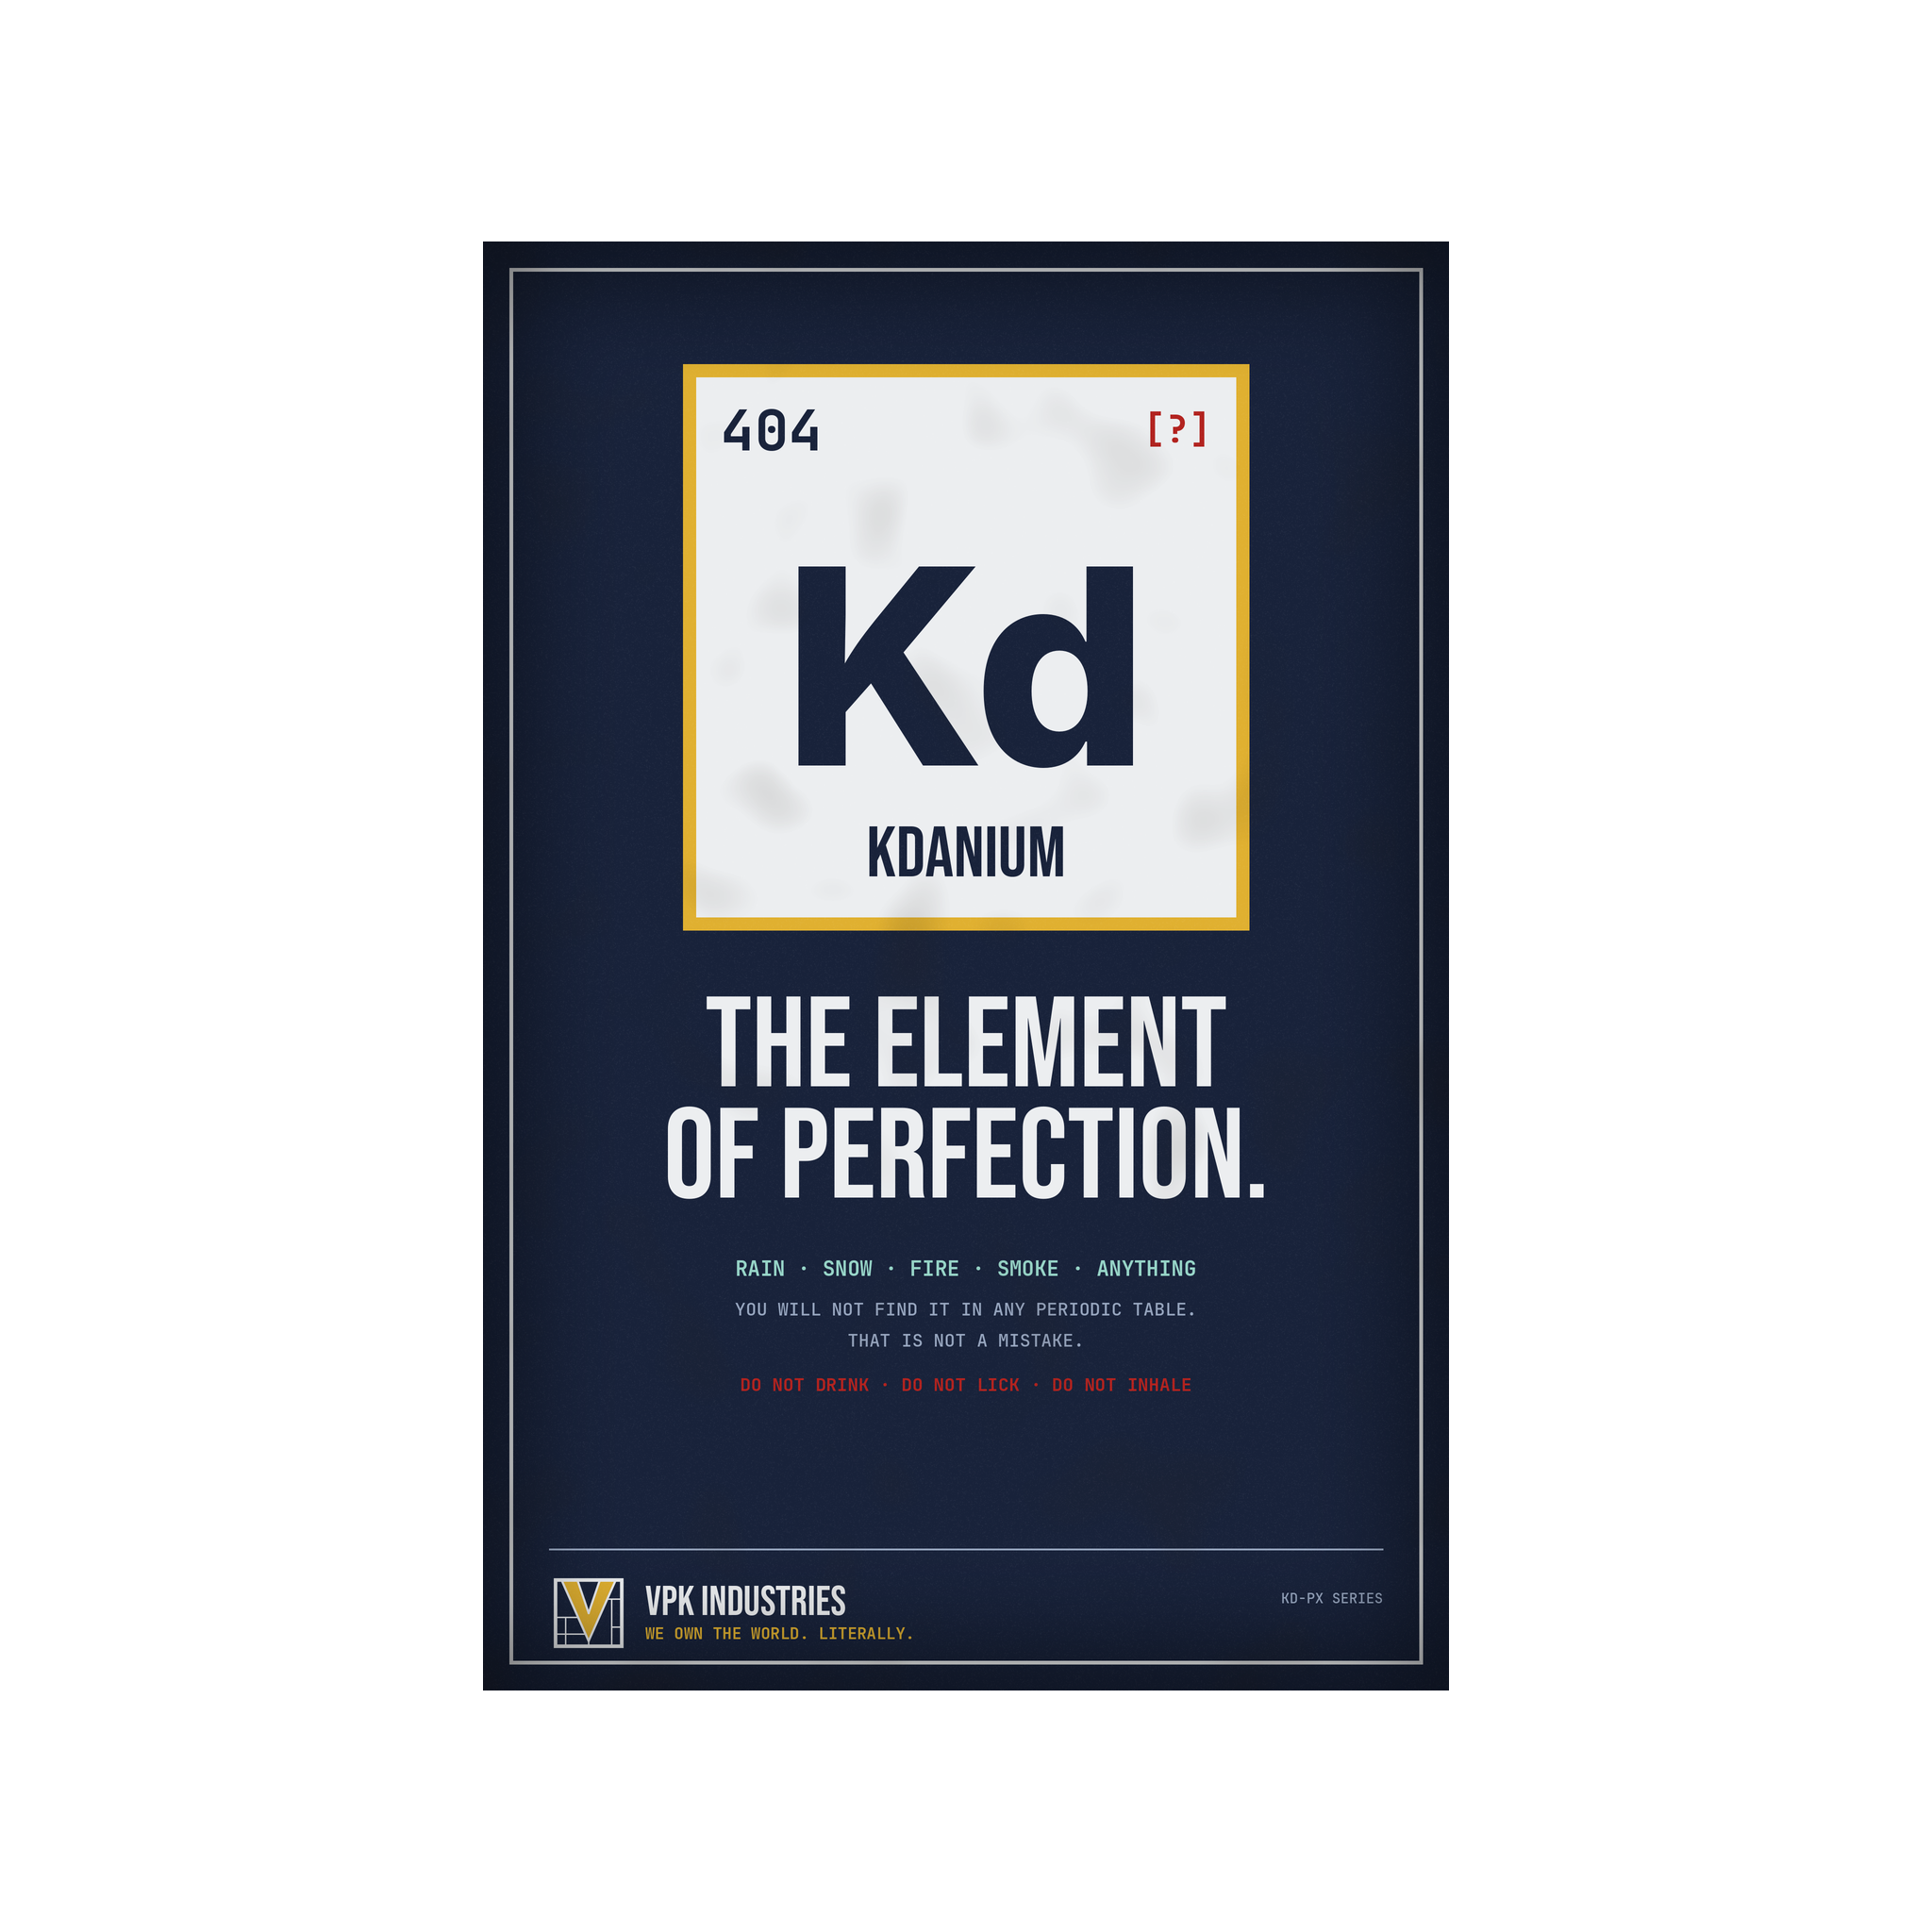 404
[?]
Kd
KDANIUM
THE ELEMENT
OF PERFECTION.
RAIN · SNOW · FIRE · SMOKE · ANYTHING
YOU WILL NOT FIND IT IN ANY PERIODIC TABLE.
THAT IS NOT A MISTAKE.
DO NOT DRINK · DO NOT LICK · DO NOT INHALE
V
VPK INDUSTRIES
WE OWN THE WORLD. LITERALLY.
KD-PX SERIES